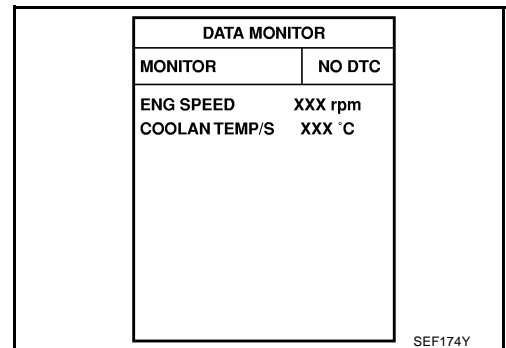 DATA MONITOR
MONITOR NO DTC
ENG SPEED XXX rpm
COOLAN TEMP/S XXX °C
SEF174Y